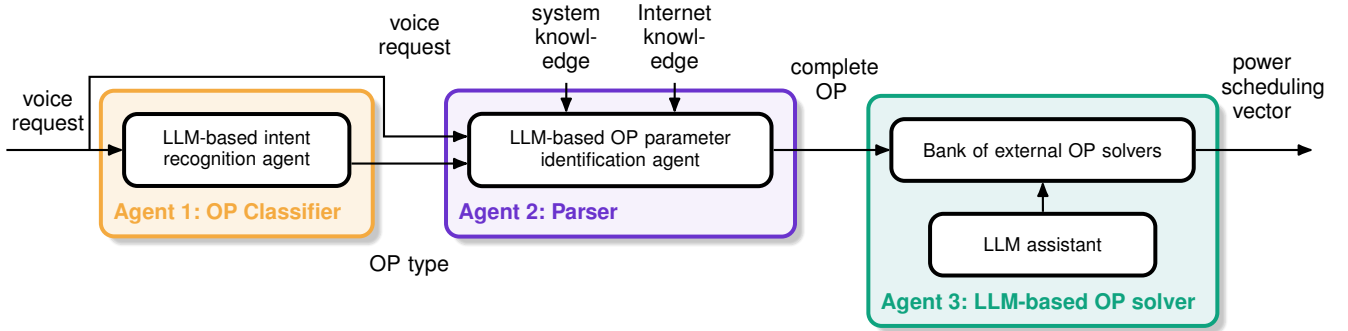 voice
request
voice
request
LLM-based intent
recognition agent
Agent 1: OP Classifier
OP type
system
knowl-
edge
Internet
knowl-
edge
LLM-based OP parameter
identification agent
Agent 2: Parser
complete
OP
Bank of external OP solvers
LLM assistant
Agent 3: LLM-based OP solver
power
scheduling
vector